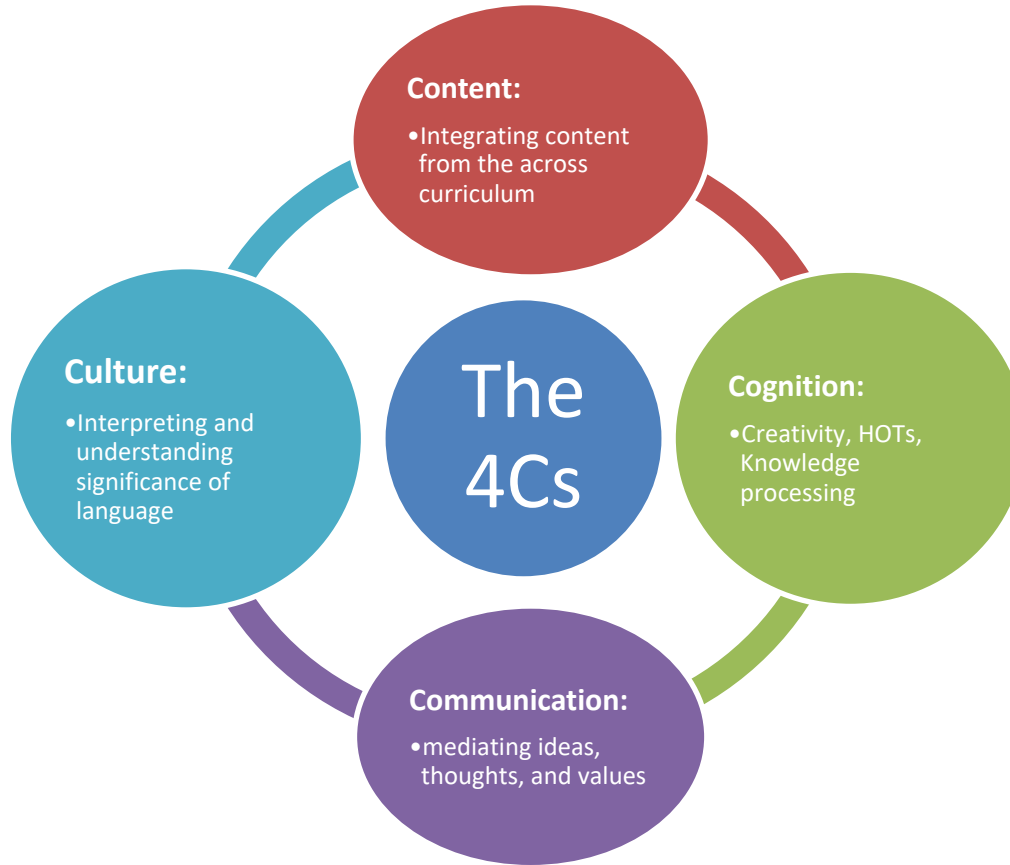 Content:
•Integrating content
from the across
curriculum
Culture:
•Interpreting and
understanding
significance of
language
The
4Cs
Cognition:
•Creativity, HOTs,
Knowledge
processing
Communication:
•mediating ideas,
thoughts, and values